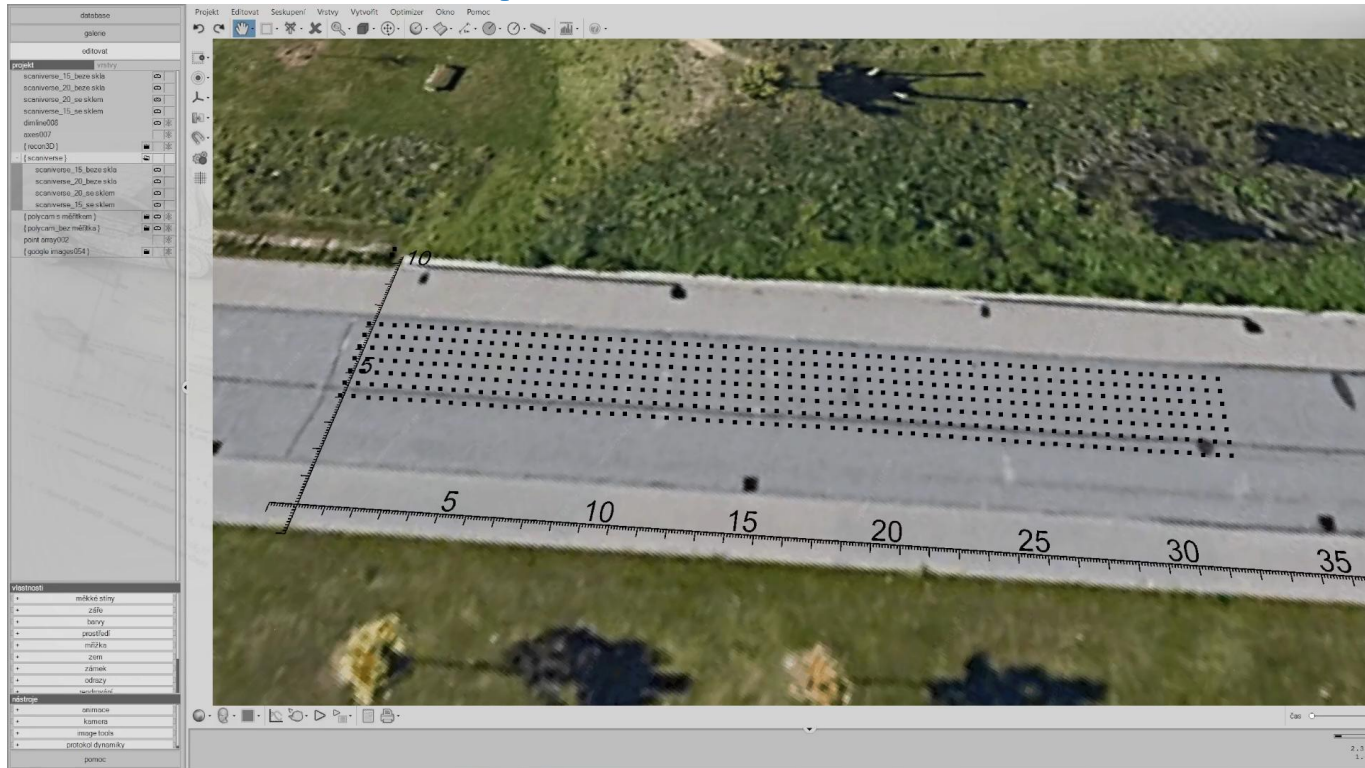 database
galerie
editovat
projekt vrstvy
scaniverse_15_beze skla
scaniverse_20_beze skla
scaniverse_20_se sklem
scaniverse_15_se sklem
dimline006
axes007
{recon3D}
- {scaniverse}
scaniverse_15_beze skla
scaniverse_20_beze skla
scaniverse_20_se sklem
scaniverse_15_se sklem
{polycam s měřítkem}
{polycam_bez měřítka}
point array002
{google images054}
vlastnosti
+ měkké stíny
+ záře
+ barvy
+ prostředí
+ mřížka
+ zem
+ zámek
+ odrazy
nástroje
+ animace
+ kamera
+ image tools
+ protokol dynamiky
pomoc
Projekt Editovat Seskupení Vrstvy Vytvořit Optimizer Okno Pomoc
10
5
5 10 15 20 25 30 35
čas